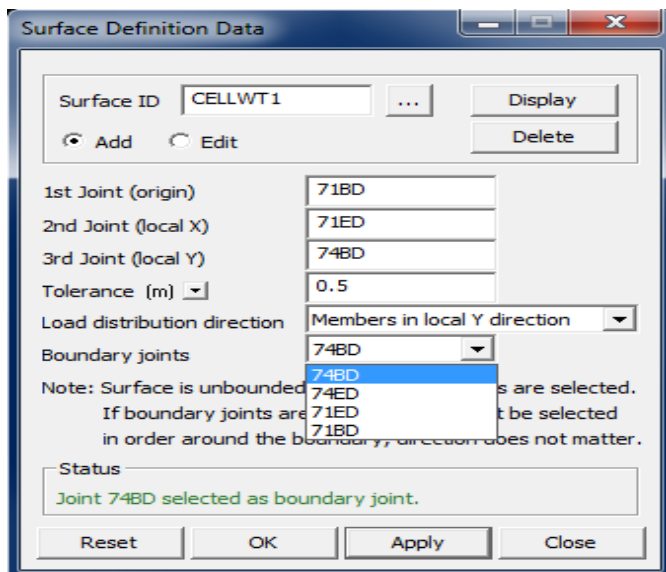 Surface Definition Data
Surface ID CELLWT1 ... Display
Add Edit Delete
1st Joint (origin) 71BD
2nd Joint (local X) 71ED
3rd Joint (local Y) 74BD
Tolerance (m) 0.5
Load distribution direction Members in local Y direction
Boundary joints 74BD
74BD
Note: Surface is unbounded s are selected.
74ED
71ED
If boundary joints are t be selected
71BD
in order around the boundary, direction does not matter.
Status
Joint 74BD selected as boundary joint.
Reset OK Apply Close